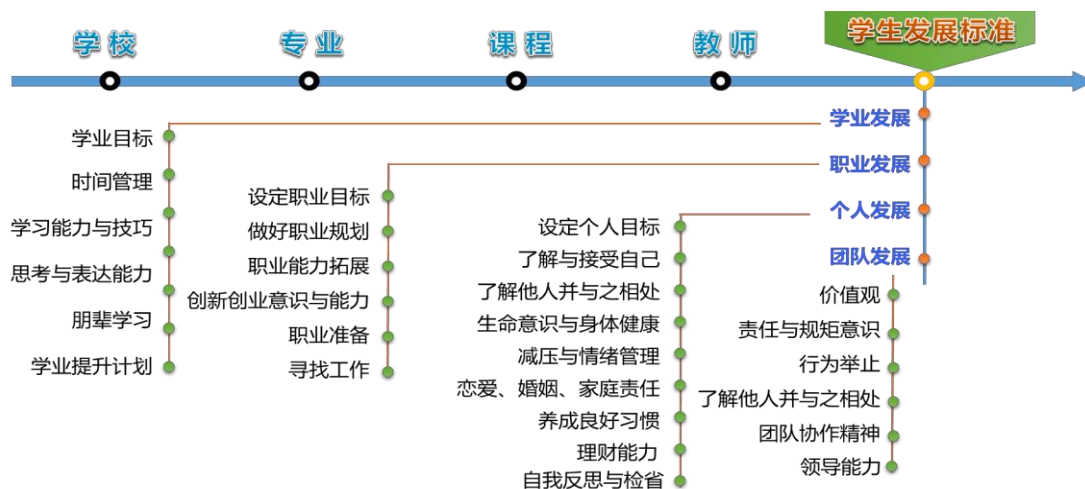 学校
专业
课程
教师
学生发展标准
学业发展
学业目标
时间管理
学习能力与技巧
思考与表达能力
朋辈学习
学业提升计划
职业发展
设定职业目标
做好职业规划
职业能力拓展
创新创业意识与能力
职业准备
寻找工作
个人发展
设定个人目标
了解与接受自己
了解他人并与之相处
生命意识与身体健康
减压与情绪管理
恋爱、婚姻、家庭责任
养成良好习惯
理财能力
自我反思与检省
团队发展
价值观
责任与规矩意识
行为举止
了解他人并与之相处
团队协作精神
领导能力